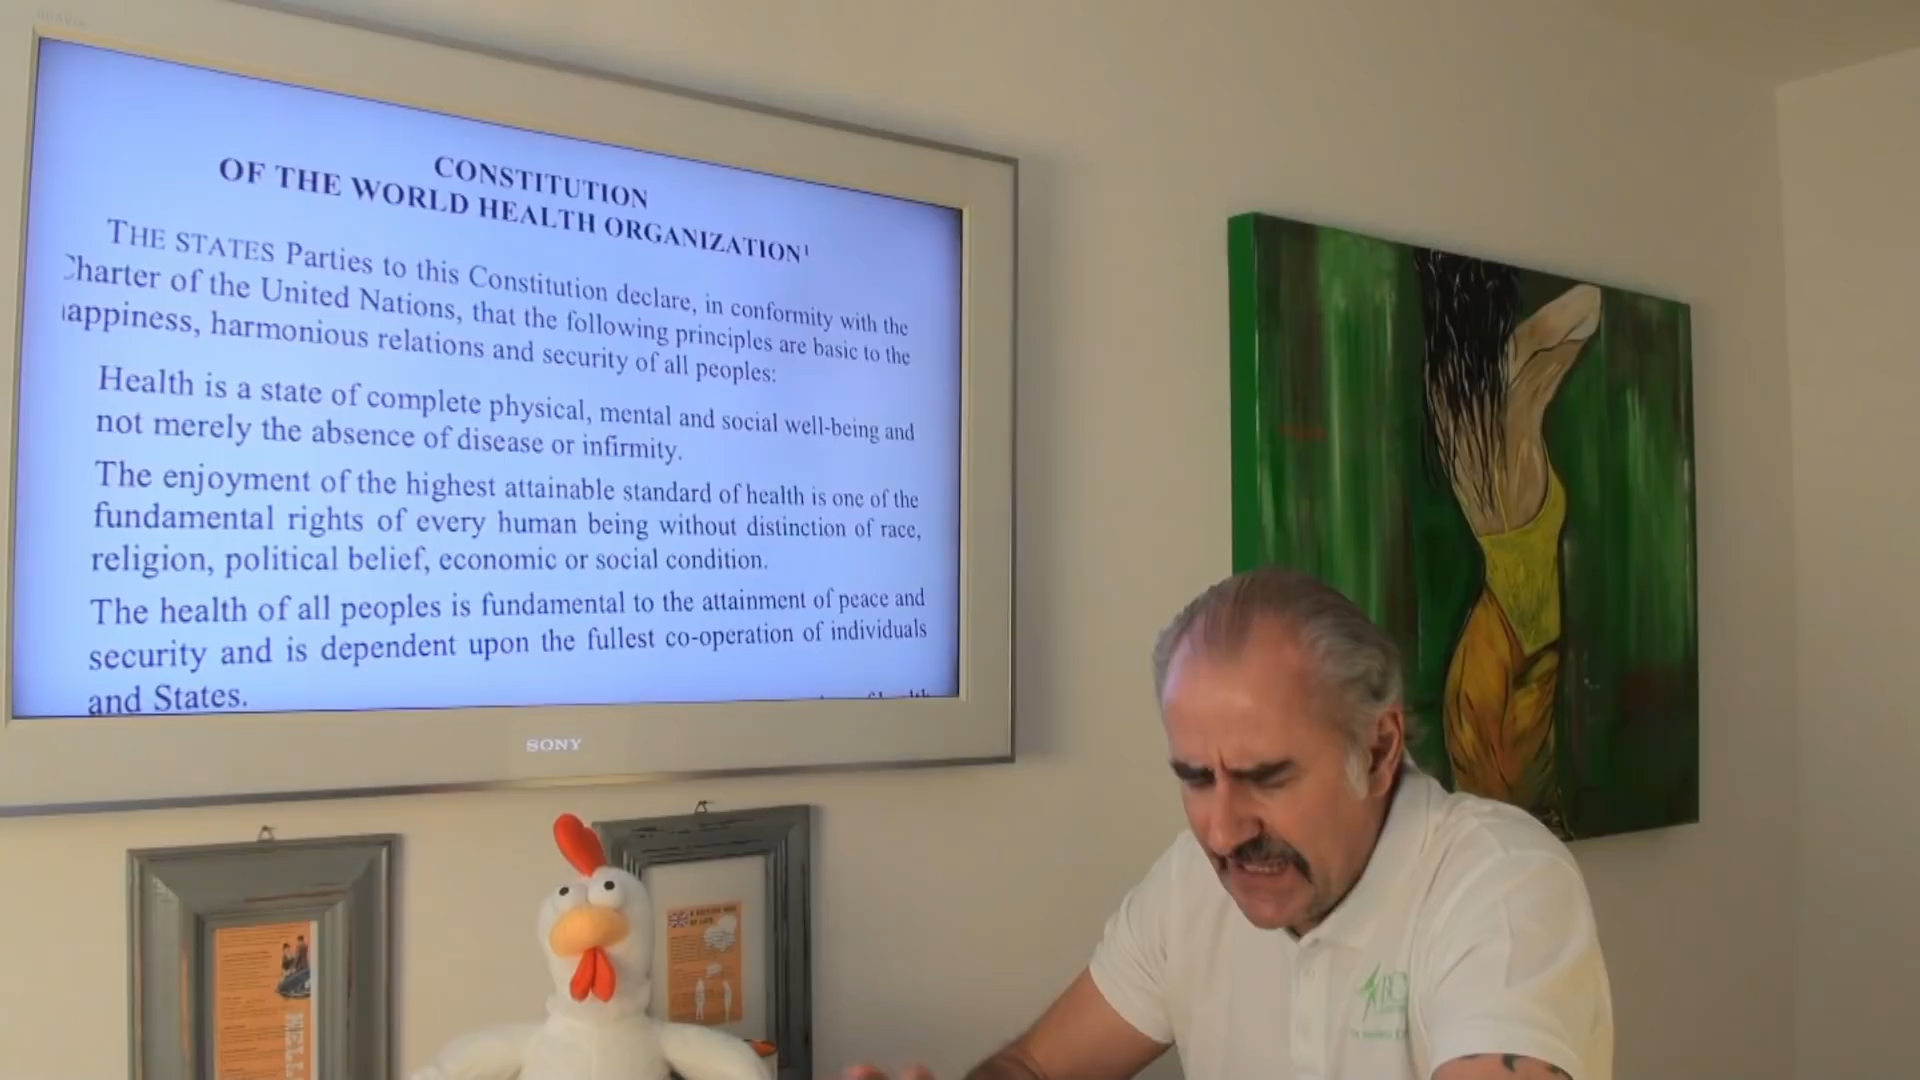 CONSTITUTION
OF THE WORLD HEALTH ORGANIZATION¹
THE STATES Parties to this Constitution declare, in conformity with the
Charter of the United Nations, that the following principles are basic to the
happiness, harmonious relations and security of all peoples:
Health is a state of complete physical, mental and social well-being and
not merely the absence of disease or infirmity.
The enjoyment of the highest attainable standard of health is one of the
fundamental rights of every human being without distinction of race,
religion, political belief, economic or social condition.
The health of all peoples is fundamental to the attainment of peace and
security and is dependent upon the fullest co-operation of individuals
and States.
SONY